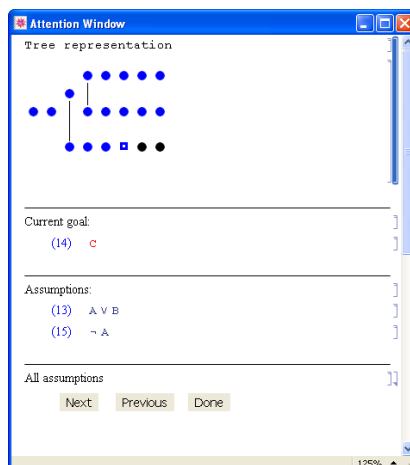 Attention Window
Tree representation
Current goal:
(14) C
Assumptions:
(13) A ∨ B
(15) ¬ A
All assumptions
Next Previous Done
125%